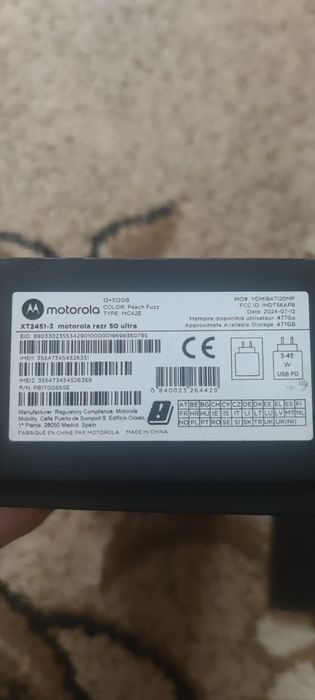 motorola
12+512GB
COLOR: Peach Fuzz
TYPE: MC42E
MO#: YDM1847120MP
FCC ID: IHDT56AP8
Date: 2024-07-13
Mémoire disponible utilisateur: 477Go
Approximate Available Storage: 477GB
XT2451-3 motorola razr 50 ultra
EID: 89033023553429010000019699360795
IMEI1: 355473454526351
IMEI2: 355473454526369
P/N: PB1T0055SE
CE
5-45
W
USB PD
0 840023 264429
Manufacturer: Regulatory Compliance, Motorola
Mobility, Calle Puerto de Somport 9, Edificio Oxxeo,
1ª Planta, 28050 Madrid, Spain
FABRIQUÉ EN CHINE PAR MOTOROLA MADE IN CHINA
AT BE BG CH CY CZ DE DK EE EL ES FI
FR HR HU IE IS IT LI LT LU LV MT NL
NO PL PT RO SE SI SK TR UK UK(NI)